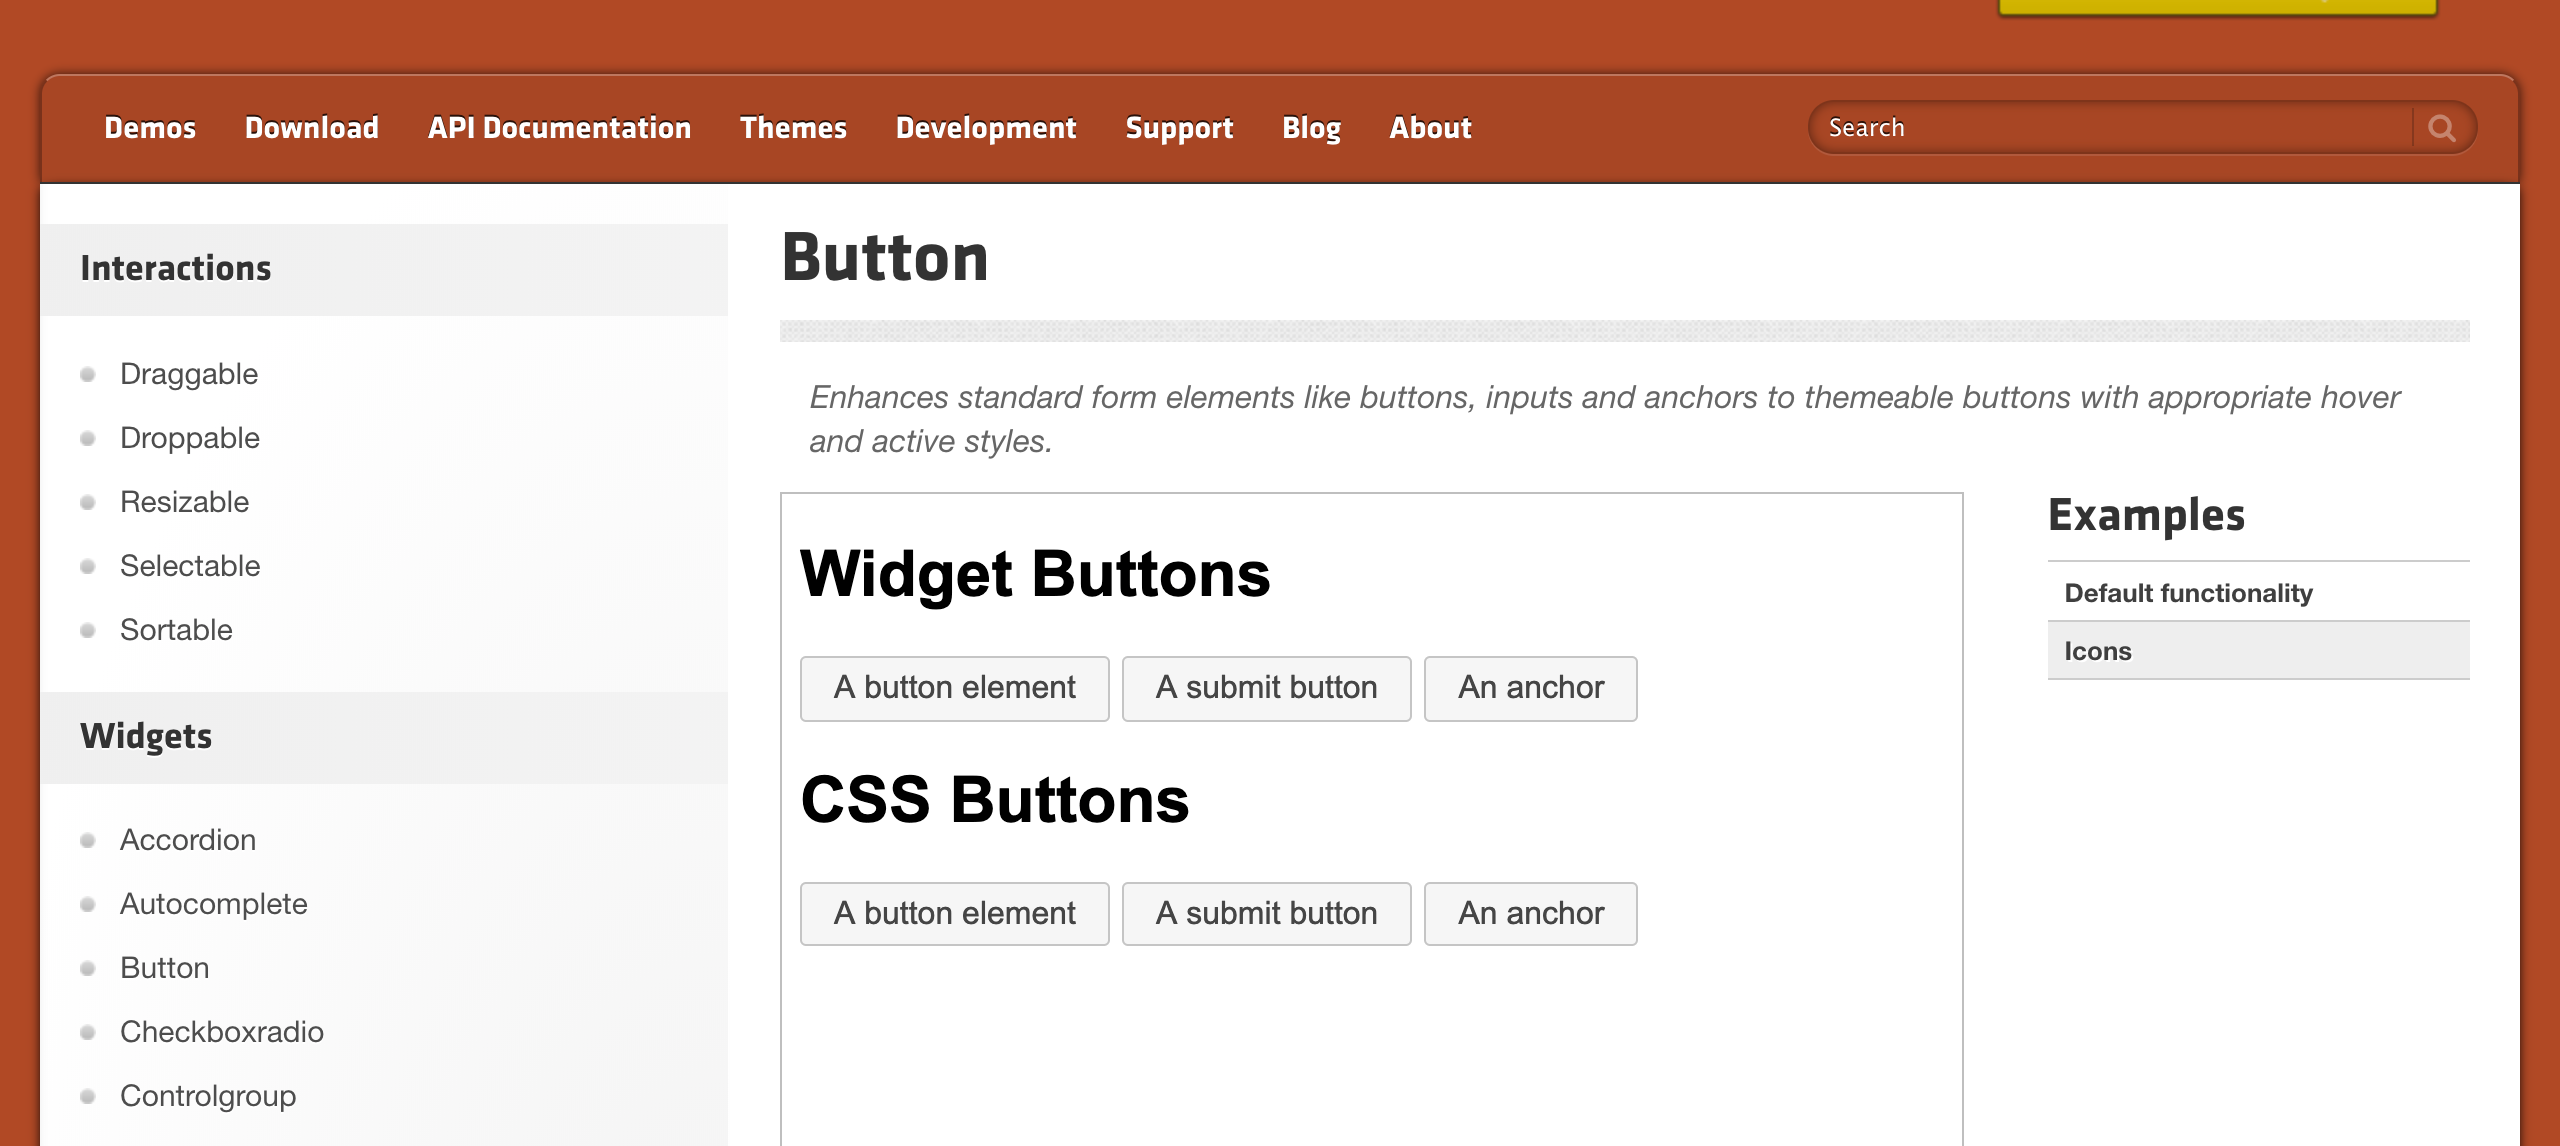 Demos Download API Documentation Themes Development Support Blog About Search
Interactions
Draggable
Droppable
Resizable
Selectable
Sortable
Widgets
Accordion
Autocomplete
Button
Checkboxradio
Controlgroup
Button
Enhances standard form elements like buttons, inputs and anchors to themeable buttons with appropriate hover
and active styles.
Widget Buttons
A button element A submit button An anchor
CSS Buttons
A button element A submit button An anchor
Examples
Default functionality
Icons